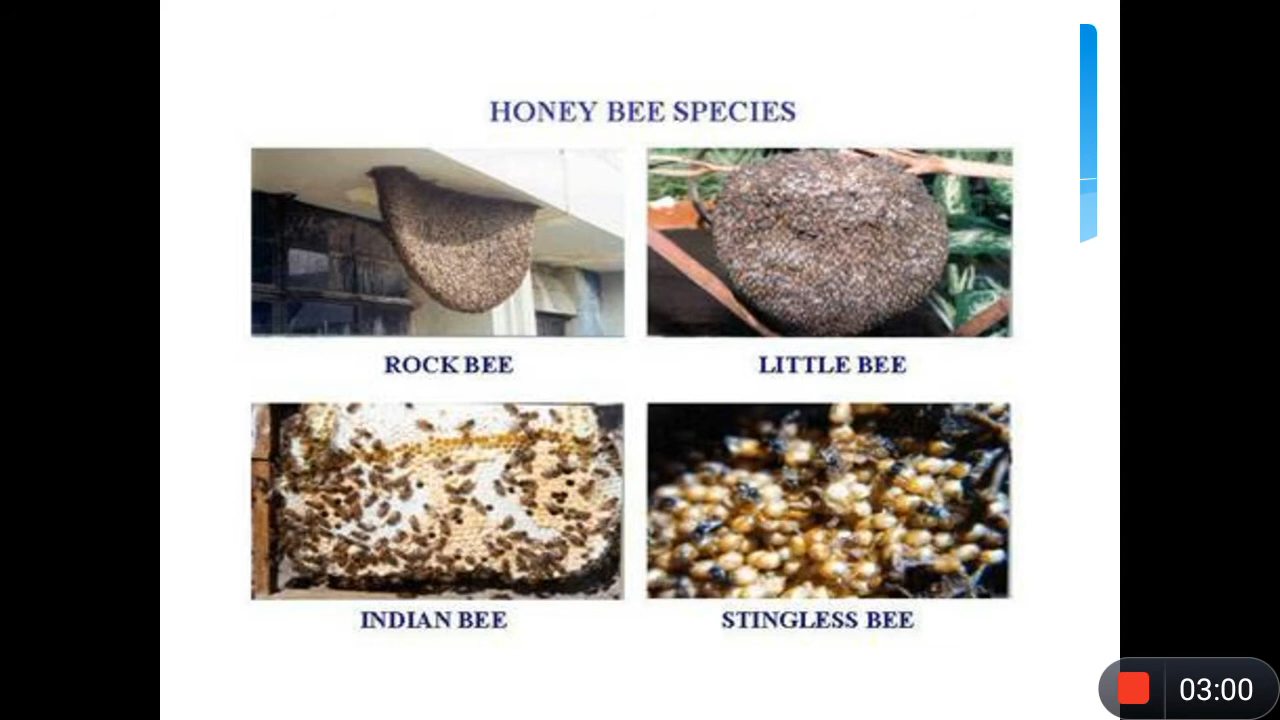 HONEY BEE SPECIES
ROCK BEE
LITTLE BEE
INDIAN BEE
STINGLESS BEE
03:00